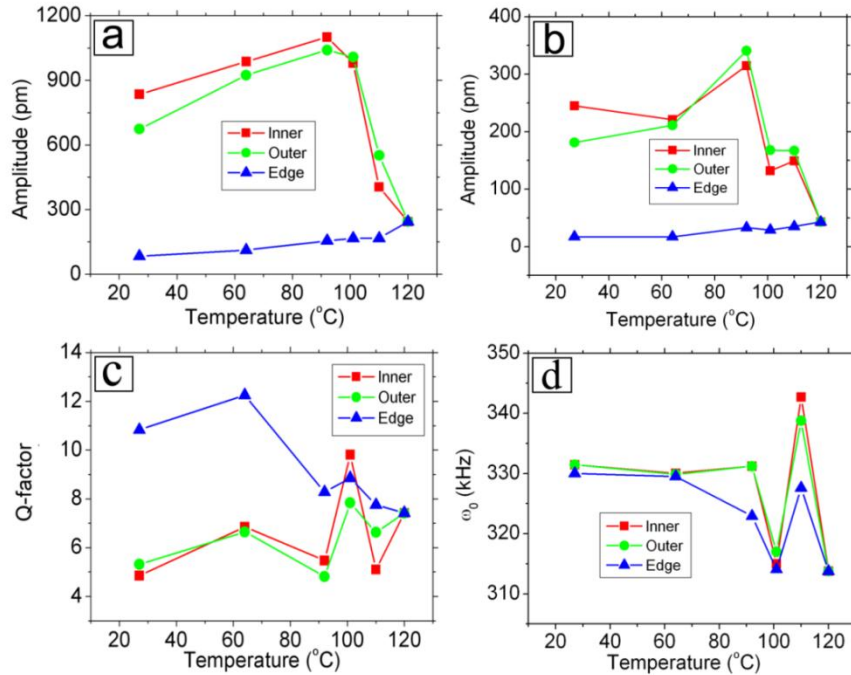 a
1200
900
600
300
0
Amplitude (pm)
Inner
Outer
Edge
20 40 60 80 100 120
Temperature (°C)
b
400
300
200
100
0
Amplitude (pm)
Inner
Outer
Edge
20 40 60 80 100 120
Temperature (°C)
c
14
12
10
8
6
4
Q-factor
Inner
Outer
Edge
20 40 60 80 100 120
Temperature (°C)
d
350
340
330
320
310
ω₀ (kHz)
Inner
Outer
Edge
20 40 60 80 100 120
Temperature (°C)